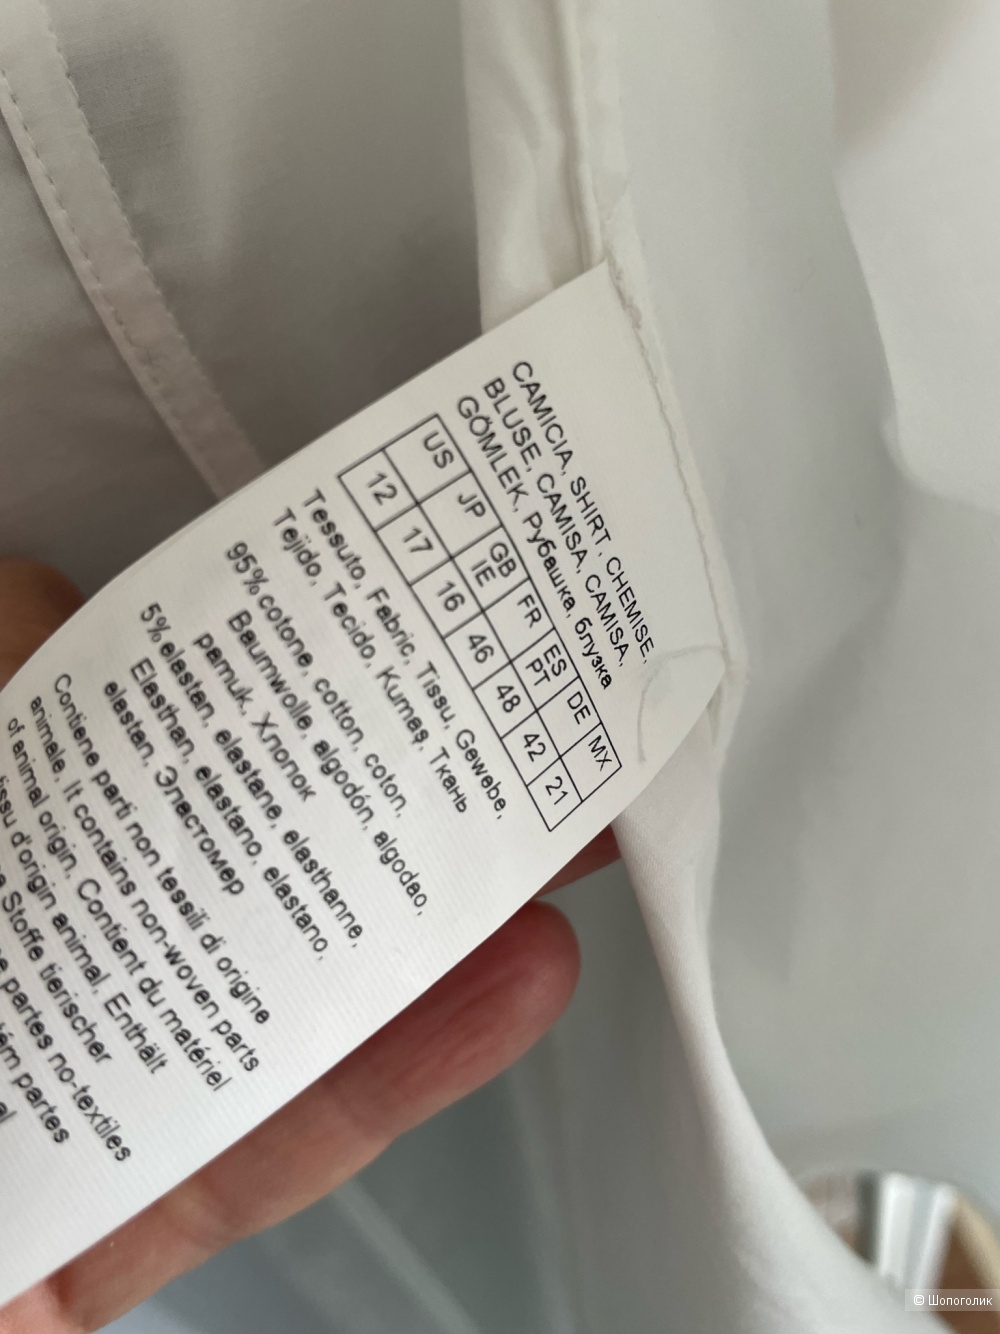 CAMICIA, SHIRT, CHEMISE,
BLUSE, CAMISA, CAMISA,
GÖMLEK, Рубашка, блузка
US JP GB IE FR ES PT DE MX
12 17 16 46 48 42 21
Tessuto, Fabric, Tissu, Gewebe,
Tejido, Tecido, Kumaş, Ткань
95% cotone, cotton, coton,
Baumwolle, algodón, algodao,
pamuk, Хлопок
5% elastan, elastane, elasthanne,
Elasthan, elastano, elastano,
elastan, Эластомер
Contiene parti non tessili di origine
animale. It contains non-woven parts
of animal origin. Contient du matériel
tissu d'origin animal. Enthält
Stoffe tierischer
partes no-textiles
partes
© Шопоголик